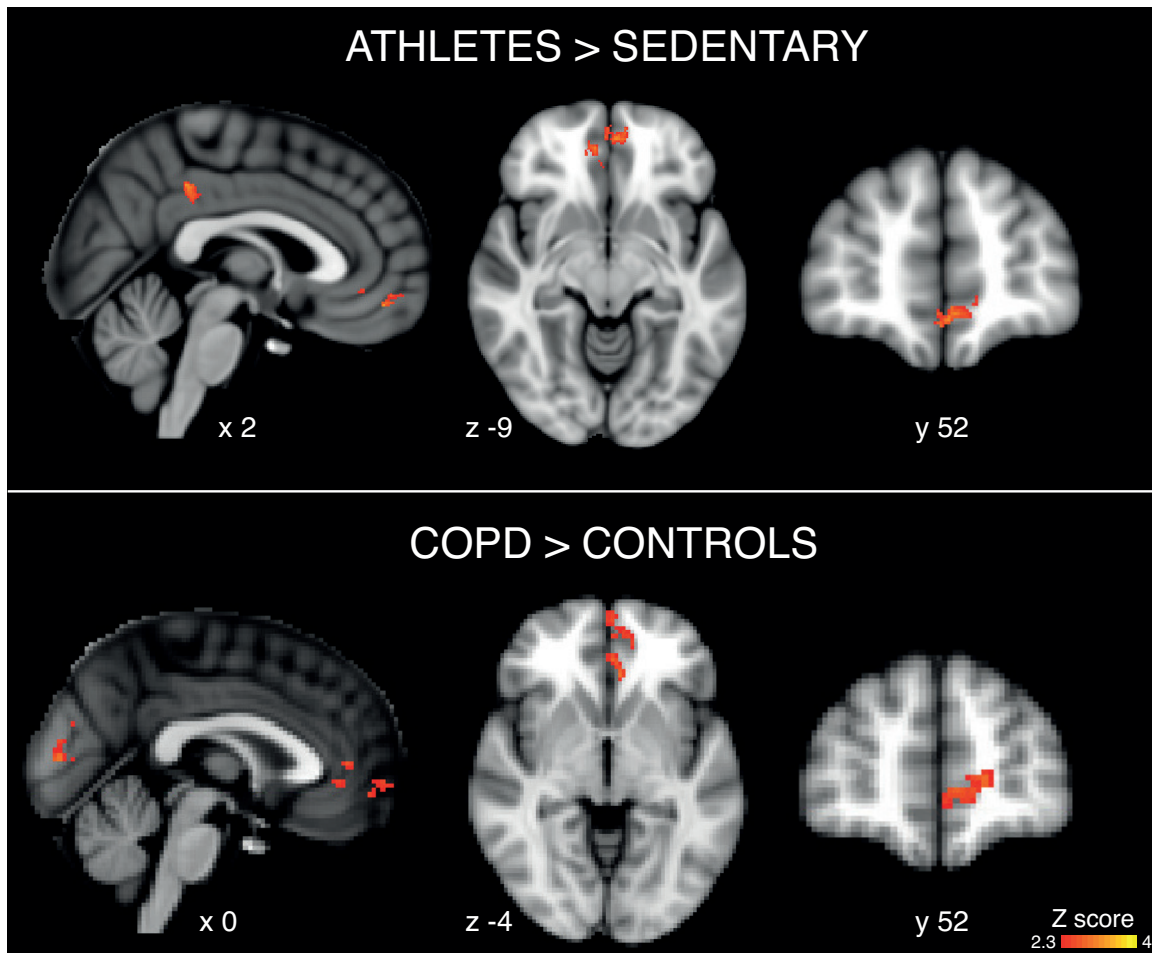 ATHLETES > SEDENTARY
x 2
z -9
y 52
COPD > CONTROLS
x 0
z -4
y 52
Z score
2.3 4